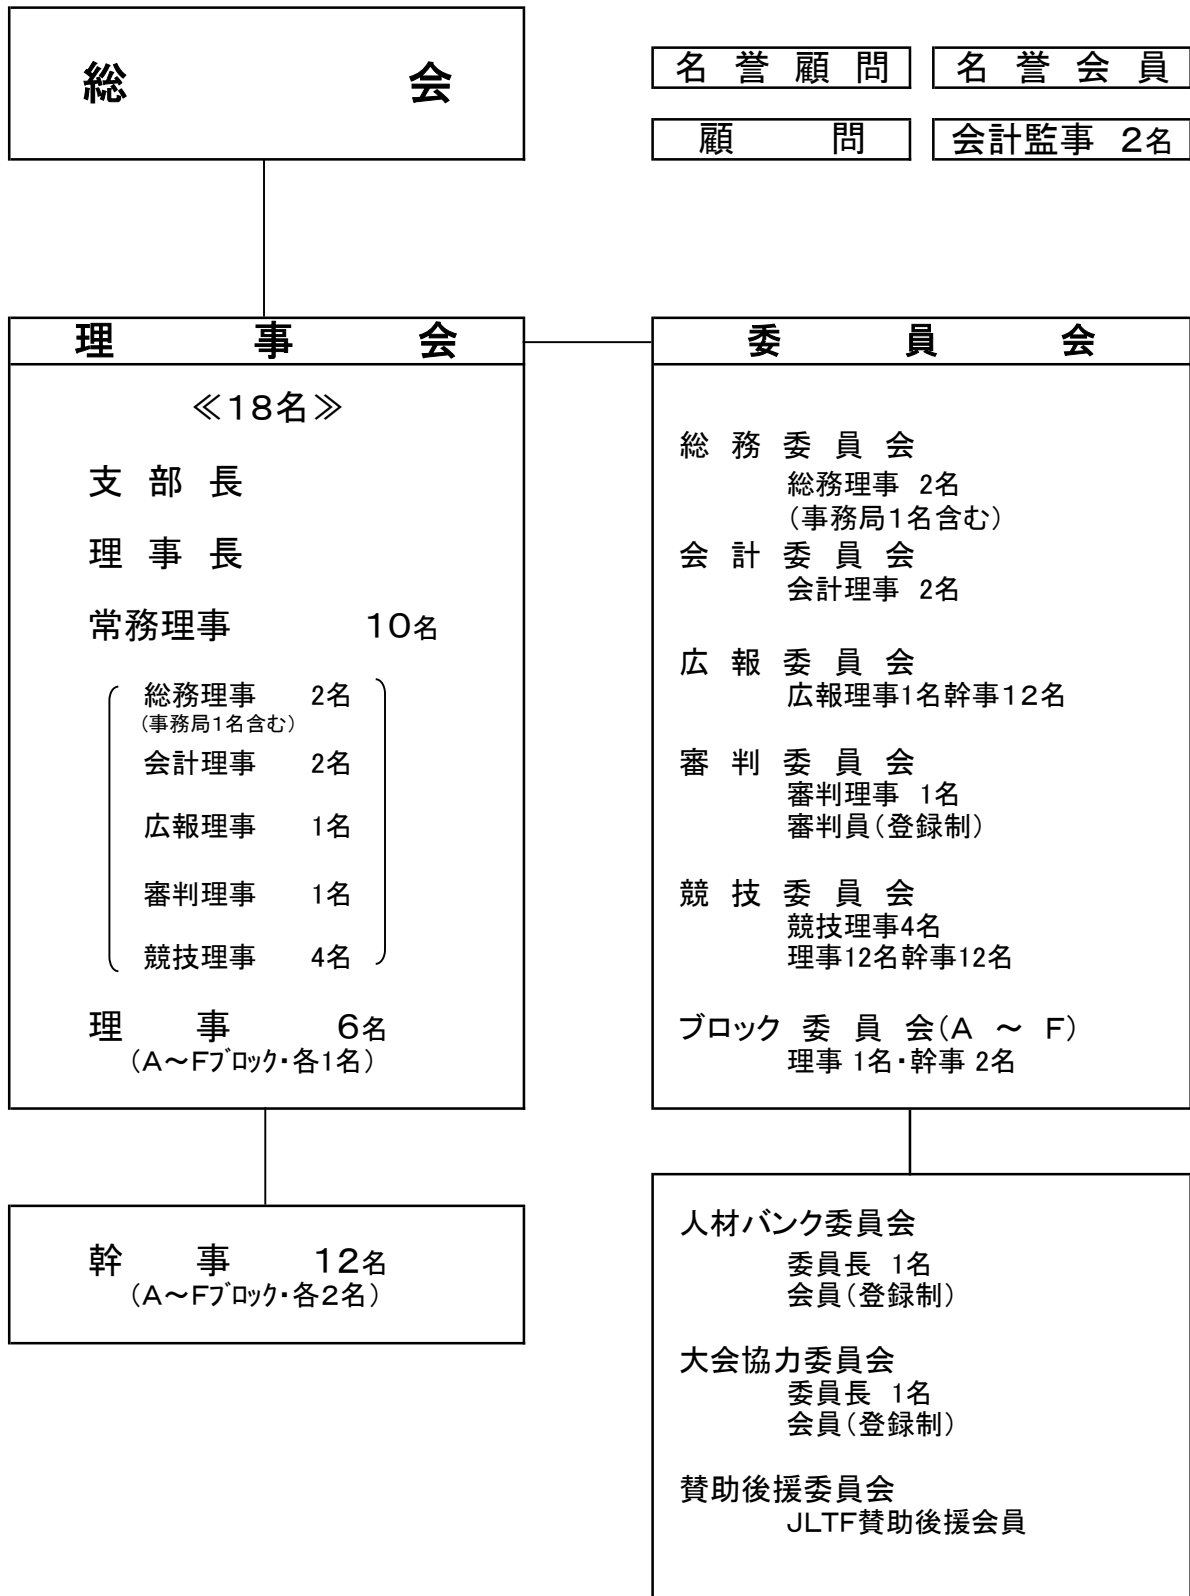 総 会
名 誉 顧 問
名 誉 会 員
顧 問
会計監事 2名
理 事 会
≪18名≫
支 部 長
理 事 長
常務理事 10名
総務理事 2名
(事務局1名含む)
会計理事 2名
広報理事 1名
審判理事 1名
競技理事 4名
理 事 6名
(A~Fブロック・各1名)
幹 事 12名
(A~Fブロック・各2名)
委 員 会
総 務 委 員 会
総務理事 2名
(事務局1名含む)
会 計 委 員 会
会計理事 2名
広 報 委 員 会
広報理事1名幹事12名
審 判 委 員 会
審判理事 1名
審判員(登録制)
競 技 委 員 会
競技理事4名
理事12名幹事12名
ブロック 委 員 会(A ~ F)
理事 1名・幹事 2名
人材バンク委員会
委員長 1名
会員(登録制)
大会協力委員会
委員長 1名
会員(登録制)
賛助後援委員会
JLTF賛助後援会員